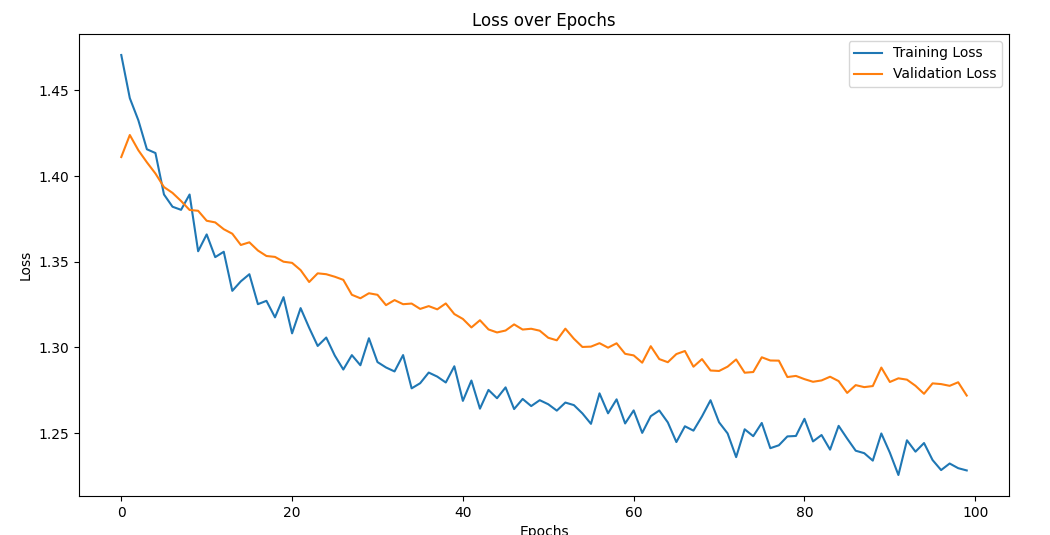 Loss over Epochs
Training Loss
Validation Loss
1.45
1.40
1.35
1.30
1.25
Loss
0
20
40
60
80
100
Epochs